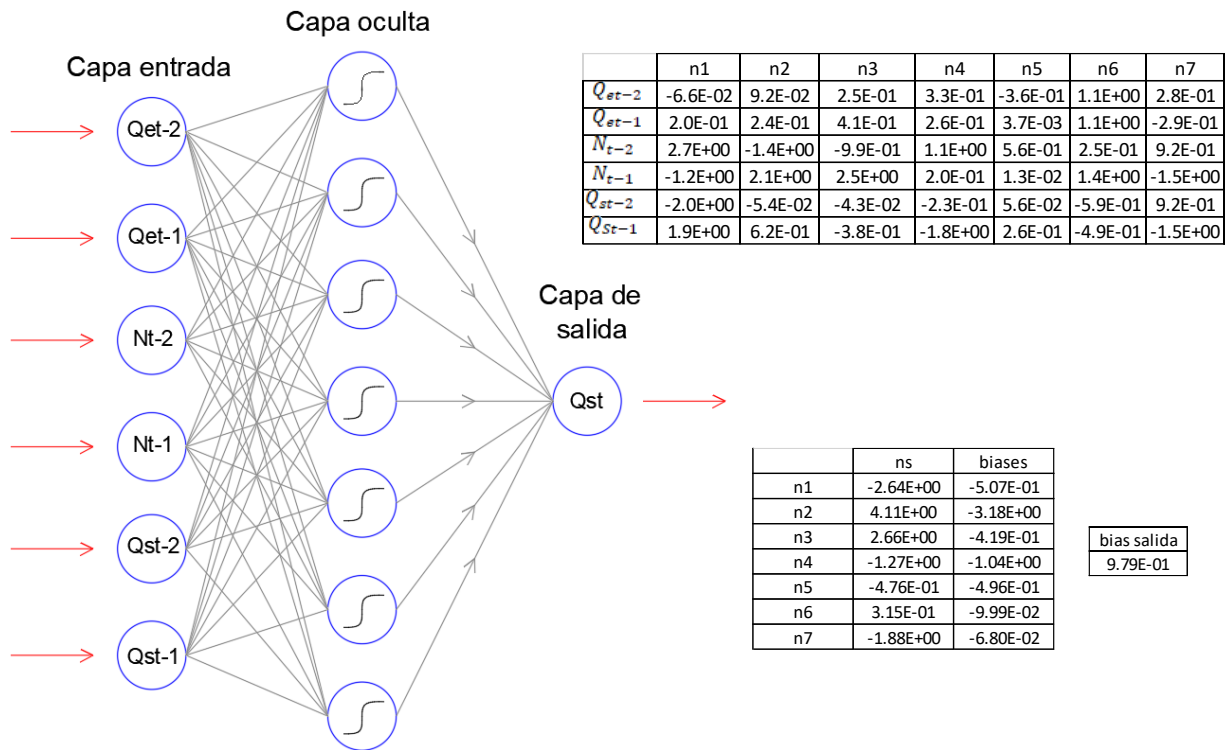 Capa oculta
Capa entrada
Qet-2
Qet-1
Nt-2
Nt-1
Qst-2
Qst-1
Capa de
salida
Qst
n1 n2 n3 n4 n5 n6 n7
Qet−2 -6.6E-02 9.2E-02 2.5E-01 3.3E-01 -3.6E-01 1.1E+00 2.8E-01
Qet−1 2.0E-01 2.4E-01 4.1E-01 2.6E-01 3.7E-03 1.1E+00 -2.9E-01
Nt−2 2.7E+00 -1.4E+00 -9.9E-01 1.1E+00 5.6E-01 2.5E-01 9.2E-01
Nt−1 -1.2E+00 2.1E+00 2.5E+00 2.0E-01 1.3E-02 1.4E+00 -1.5E+00
Qst−2 -2.0E+00 -5.4E-02 -4.3E-02 -2.3E-01 5.6E-02 -5.9E-01 9.2E-01
QSt−1 1.9E+00 6.2E-01 -3.8E-01 -1.8E+00 2.6E-01 -4.9E-01 -1.5E+00
ns biases
n1 -2.64E+00 -5.07E-01
n2 4.11E+00 -3.18E+00
n3 2.66E+00 -4.19E-01
n4 -1.27E+00 -1.04E+00
n5 -4.76E-01 -4.96E-01
n6 3.15E-01 -9.99E-02
n7 -1.88E+00 -6.80E-02
bias salida
9.79E-01